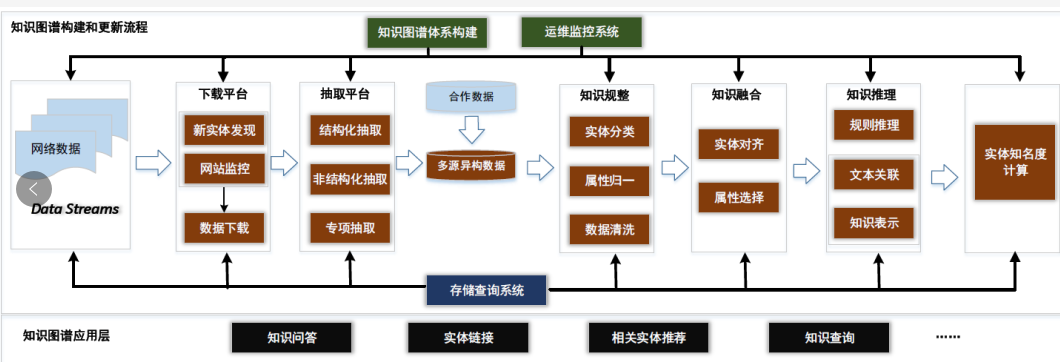 知识图谱构建和更新流程
知识图谱体系构建
运维监控系统
网络数据
Data Streams
下载平台
新实体发现
网站监控
数据下载
抽取平台
结构化抽取
非结构化抽取
专项抽取
合作数据
多源异构数据
知识规整
实体分类
属性归一
数据清洗
知识融合
实体对齐
属性选择
知识推理
规则推理
文本关联
知识表示
实体知名度
计算
存储查询系统
知识图谱应用层
知识问答
实体链接
相关实体推荐
知识查询
······